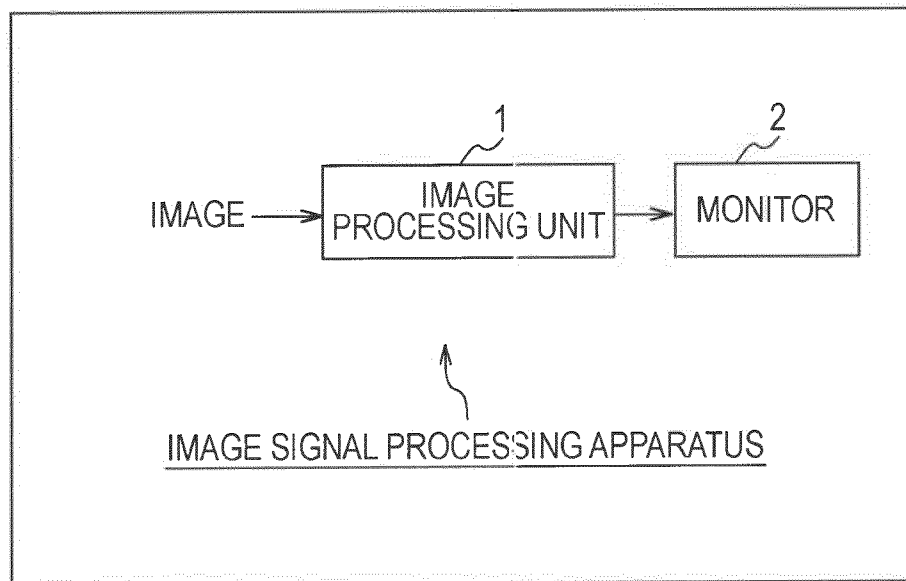 1
2
IMAGE
IMAGE
PROCESSING UNIT
MONITOR
IMAGE SIGNAL PROCESSING APPARATUS